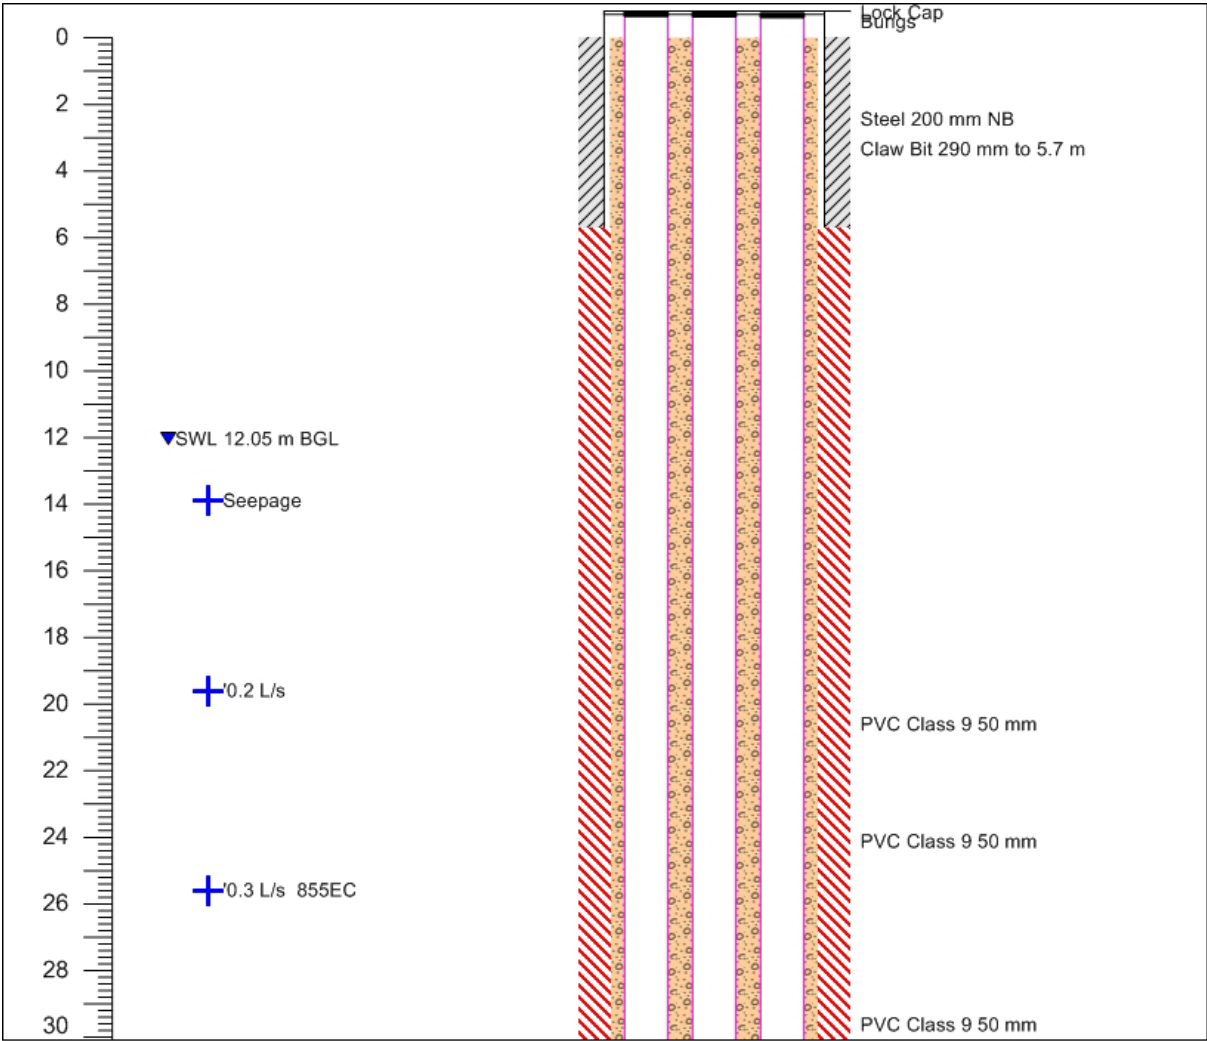 Lock Cap
Bungs
0
2
Steel 200 mm NB
Claw Bit 290 mm to 5.7 m
4
6
8
10
12
SWL 12.05 m BGL
14
Seepage
16
18
'0.2 L/s
20
PVC Class 9 50 mm
22
24
PVC Class 9 50 mm
'0.3 L/s 855EC
26
28
30
PVC Class 9 50 mm